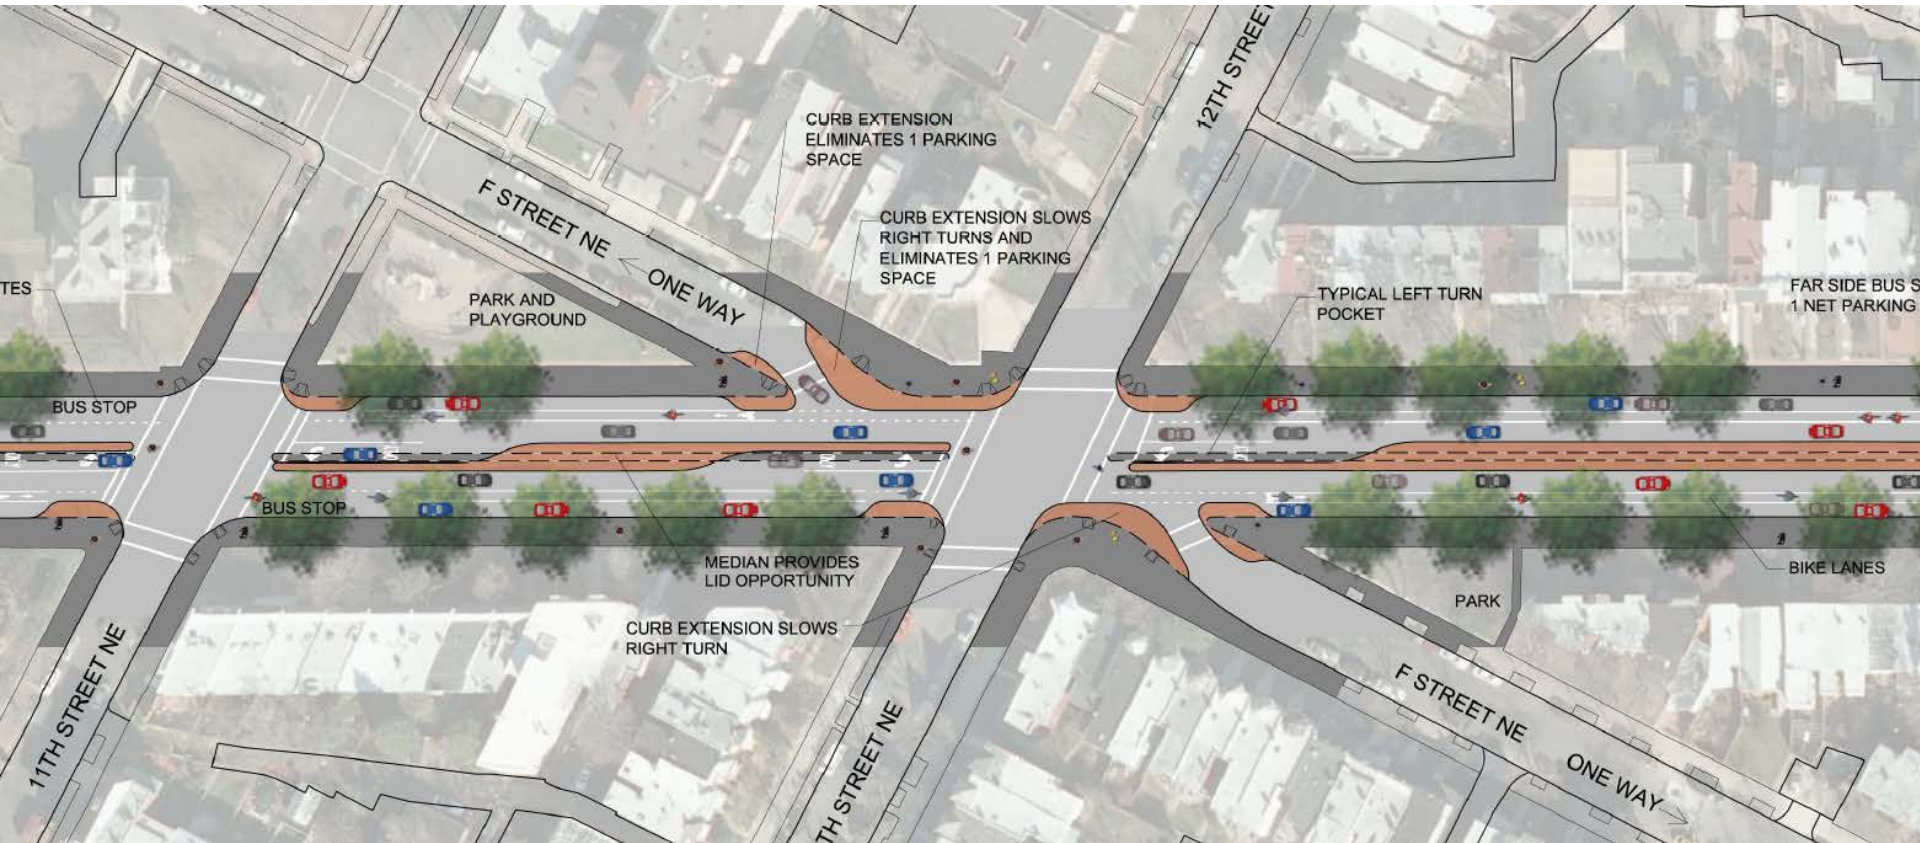 CURB EXTENSION
ELIMINATES 1 PARKING
SPACE
12TH STREET
F STREET NE
ONE WAY
CURB EXTENSION SLOWS
RIGHT TURNS AND
ELIMINATES 1 PARKING
SPACE
TES
PARK AND
PLAYGROUND
TYPICAL LEFT TURN
POCKET
FAR SIDE BUS S
1 NET PARKING
BUS STOP
BUS STOP
MEDIAN PROVIDES
LID OPPORTUNITY
BIKE LANES
PARK
CURB EXTENSION SLOWS
RIGHT TURN
11TH STREET NE
TH STREET NE
F STREET NE
ONE WAY